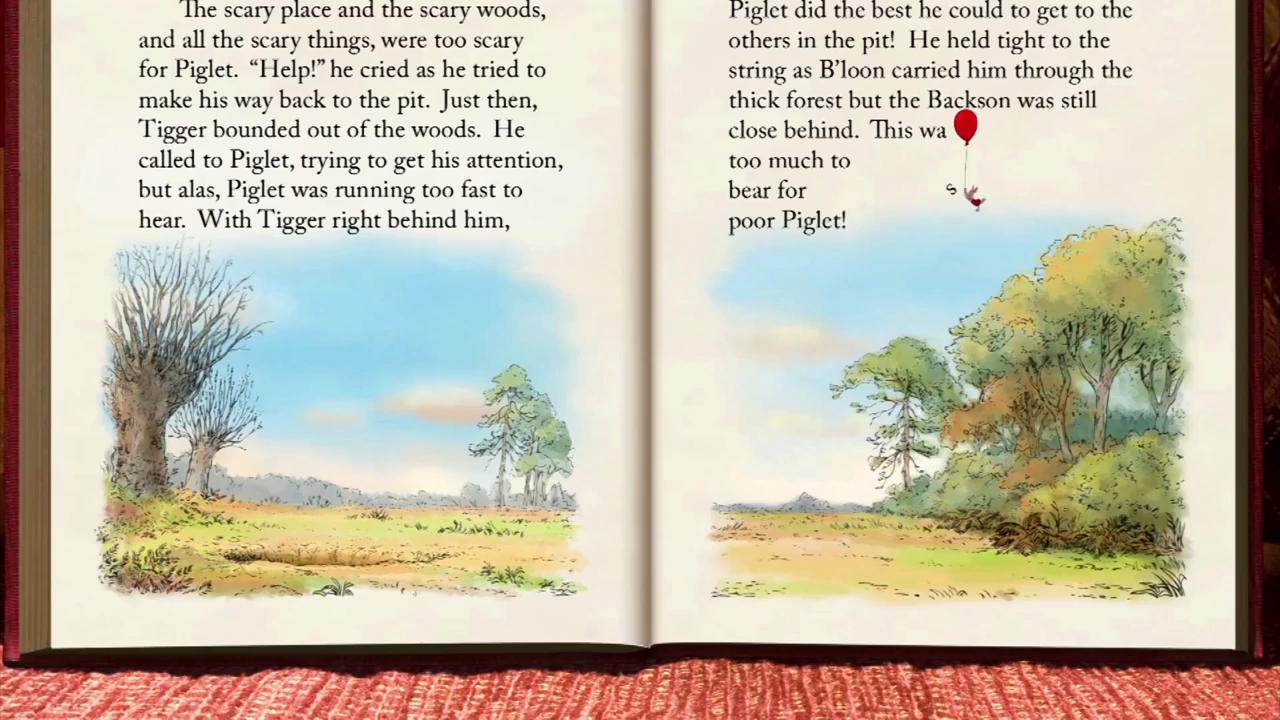 The scary place and the scary woods,
and all the scary things, were too scary
for Piglet. “Help!” he cried as he tried to
make his way back to the pit. Just then,
Tigger bounded out of the woods. He
called to Piglet, trying to get his attention,
but alas, Piglet was running too fast to
hear. With Tigger right behind him,
Piglet did the best he could to get to the
others in the pit! He held tight to the
string as B’loon carried him through the
thick forest but the Backson was still
close behind. This wa
too much to
bear for s
poor Piglet!